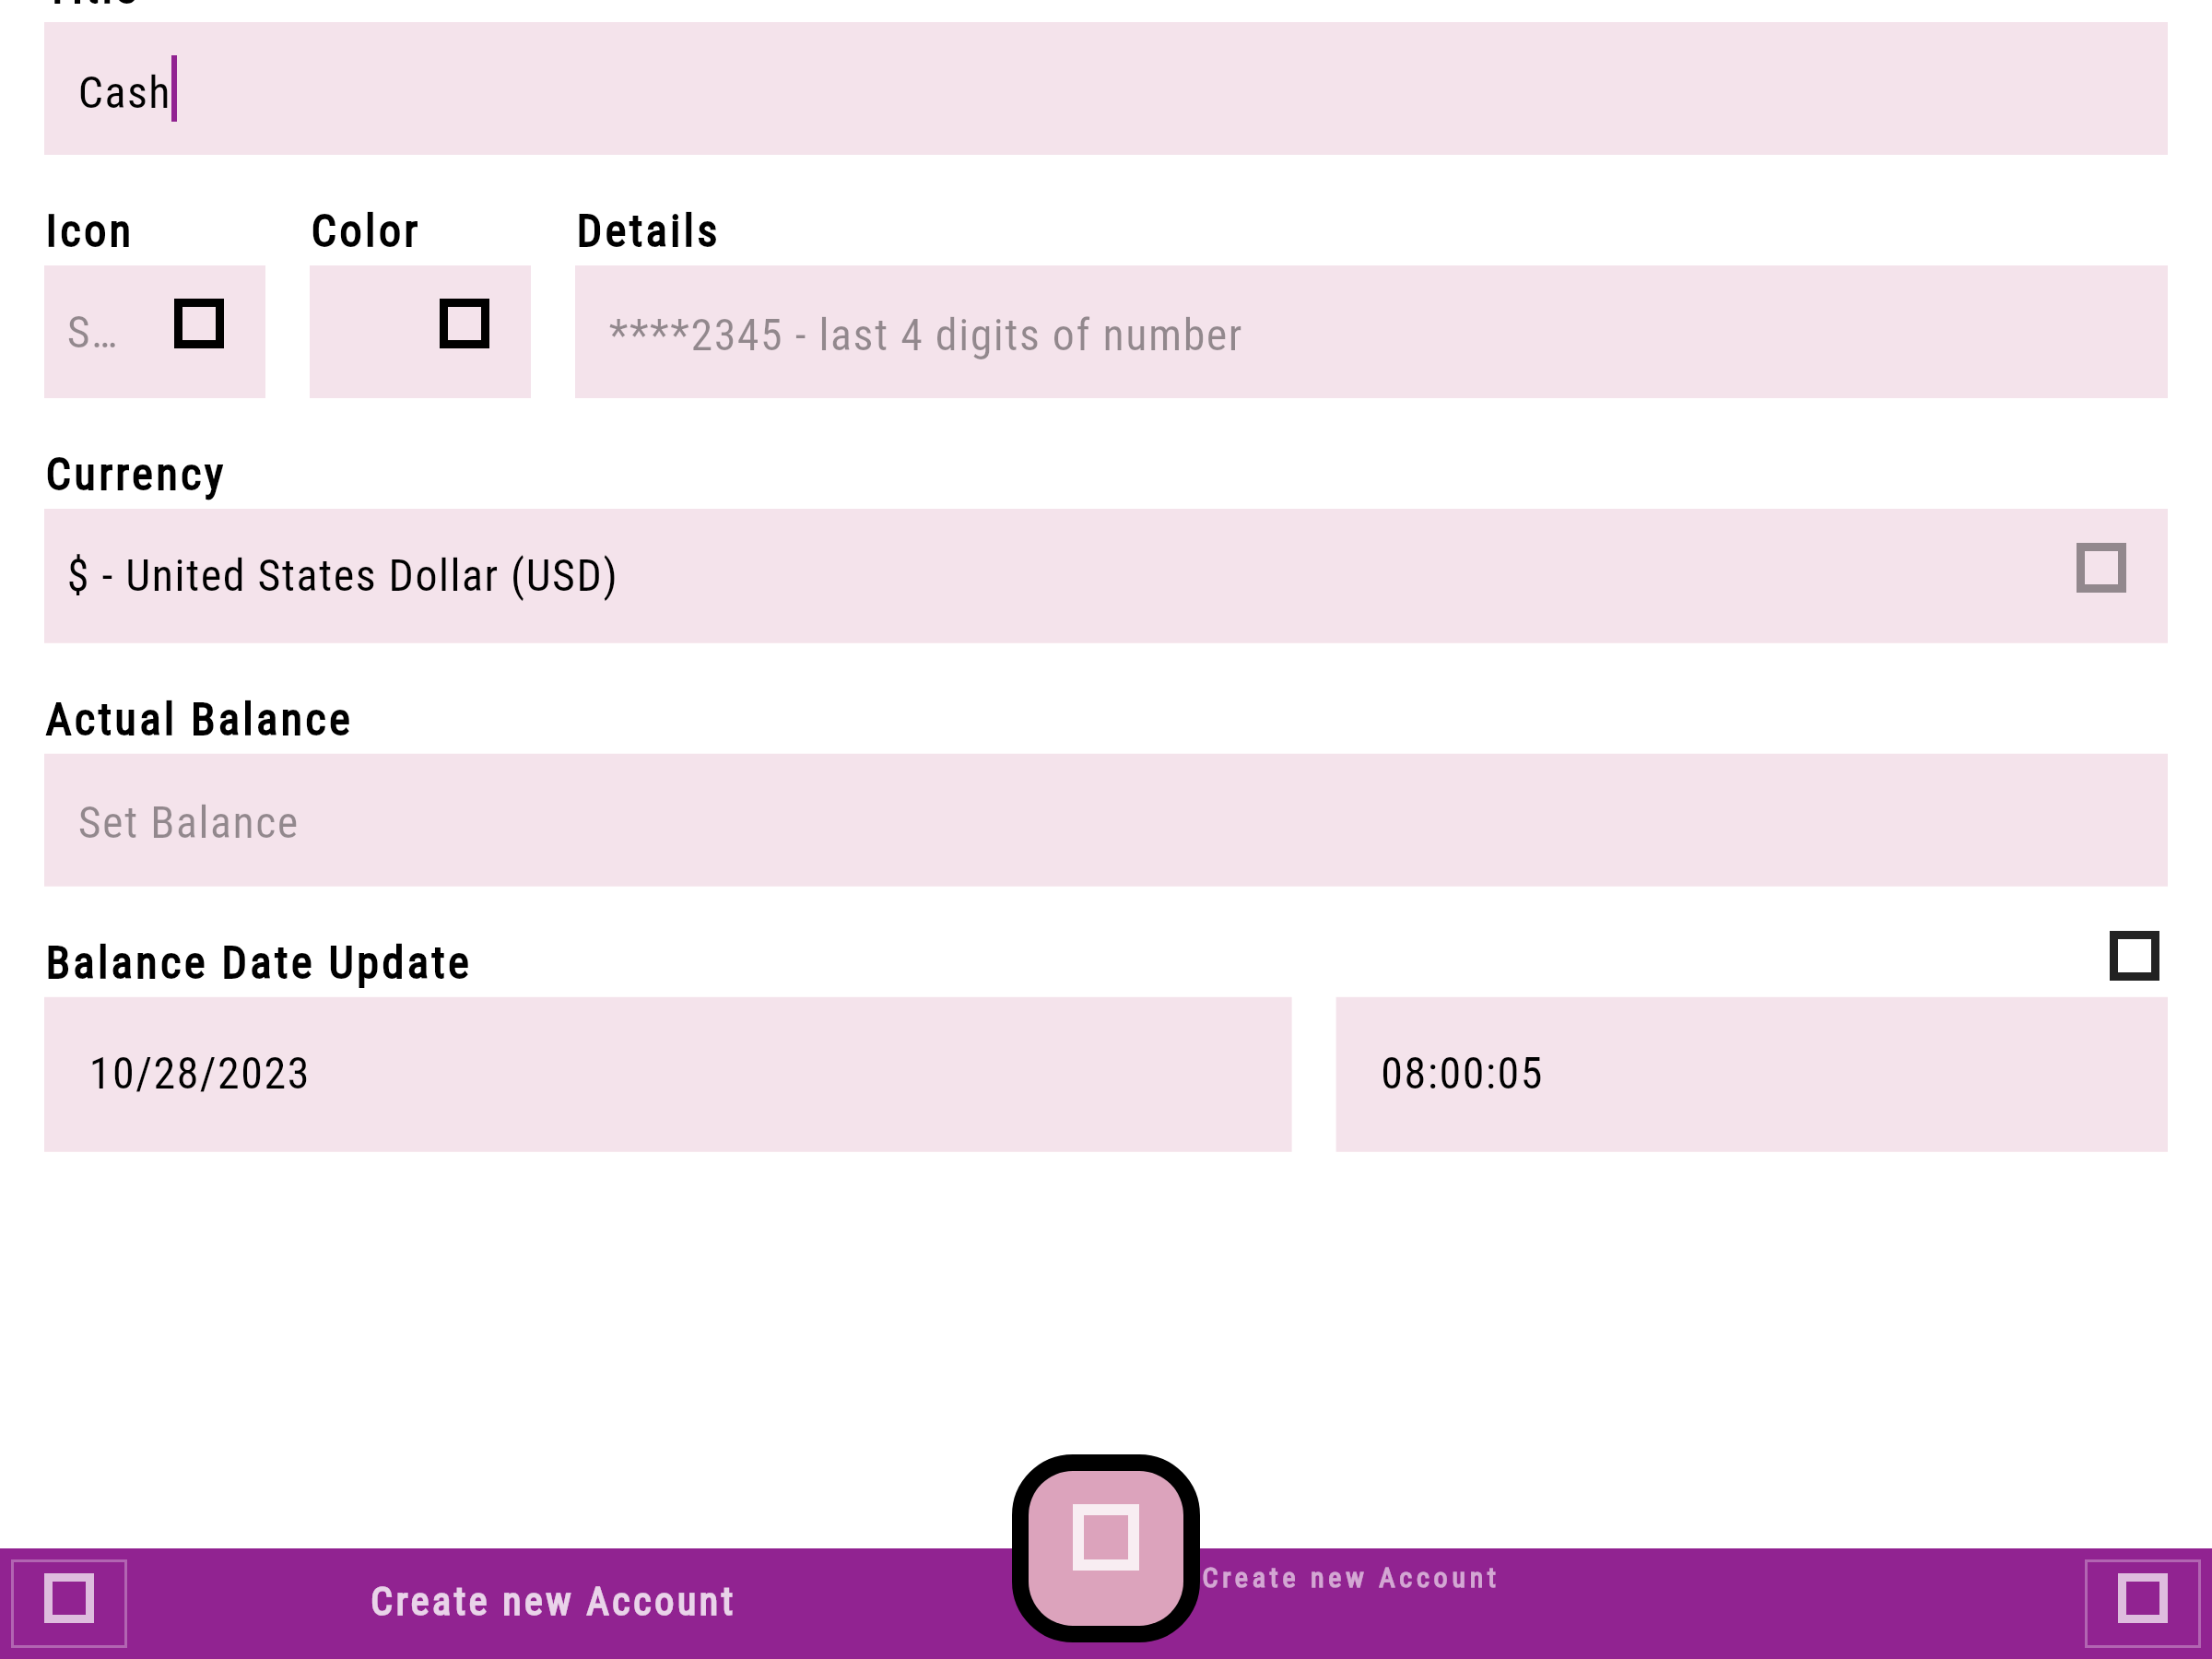 Cash
Icon Color Details
S… ****2345 - last 4 digits of number
Currency
$ - United States Dollar (USD)
Actual Balance
Set Balance
Balance Date Update
10/28/2023 08:00:05
Create new Account
Create new Account